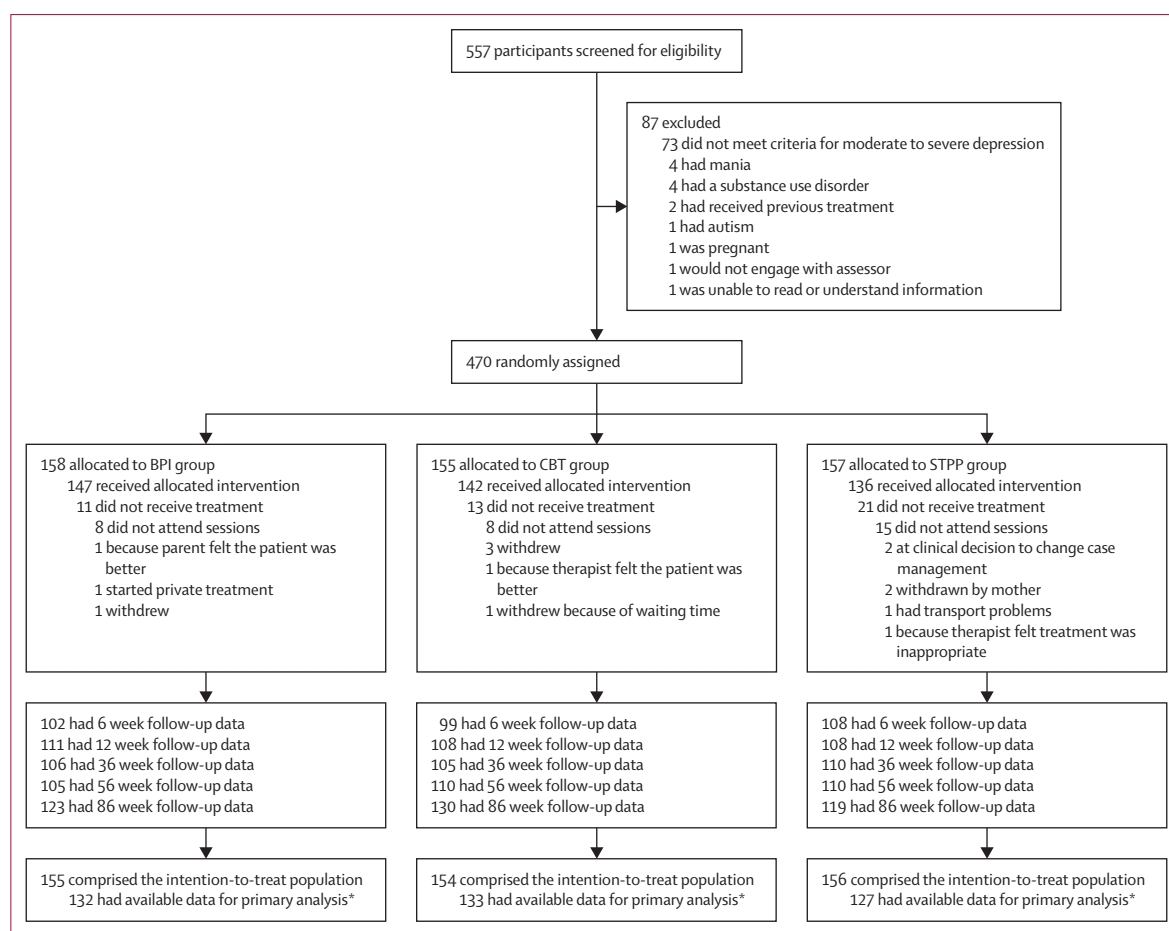 557 participants screened for eligibility
87 excluded
73 did not meet criteria for moderate to severe depression
4 had mania
4 had a substance use disorder
2 had received previous treatment
1 had autism
1 was pregnant
1 would not engage with assessor
1 was unable to read or understand information
470 randomly assigned
158 allocated to BPI group
147 received allocated intervention
11 did not receive treatment
8 did not attend sessions
1 because parent felt the patient was
better
1 started private treatment
1 withdrew
155 allocated to CBT group
142 received allocated intervention
13 did not receive treatment
8 did not attend sessions
3 withdrew
1 because therapist felt the patient was
better
1 withdrew because of waiting time
157 allocated to STPP group
136 received allocated intervention
21 did not receive treatment
15 did not attend sessions
2 at clinical decision to change case
management
2 withdrawn by mother
1 had transport problems
1 because therapist felt treatment was
inappropriate
102 had 6 week follow-up data
111 had 12 week follow-up data
106 had 36 week follow-up data
105 had 56 week follow-up data
123 had 86 week follow-up data
99 had 6 week follow-up data
108 had 12 week follow-up data
105 had 36 week follow-up data
110 had 56 week follow-up data
130 had 86 week follow-up data
108 had 6 week follow-up data
108 had 12 week follow-up data
110 had 36 week follow-up data
110 had 56 week follow-up data
119 had 86 week follow-up data
155 comprised the intention-to-treat population
132 had available data for primary analysis*
154 comprised the intention-to-treat population
133 had available data for primary analysis*
156 comprised the intention-to-treat population
127 had available data for primary analysis*